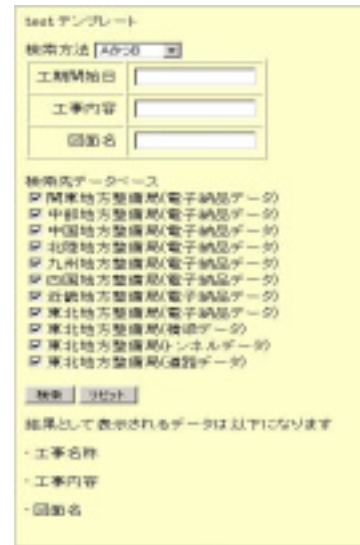 test テンプレート
検索方法 AかつB
工期開始日
工事内容
図面名
検索先データベース
関東地方整備局(電子納品データ)
中部地方整備局(電子納品データ)
中国地方整備局(電子納品データ)
北陸地方整備局(電子納品データ)
九州地方整備局(電子納品データ)
四国地方整備局(電子納品データ)
近畿地方整備局(電子納品データ)
東北地方整備局(電子納品データ)
東北地方整備局(橋梁データ)
東北地方整備局(トンネルデータ)
東北地方整備局(道路データ)
検索 リセット
結果として表示されるデータは以下になります
・工事名称
・工事内容
・図面名